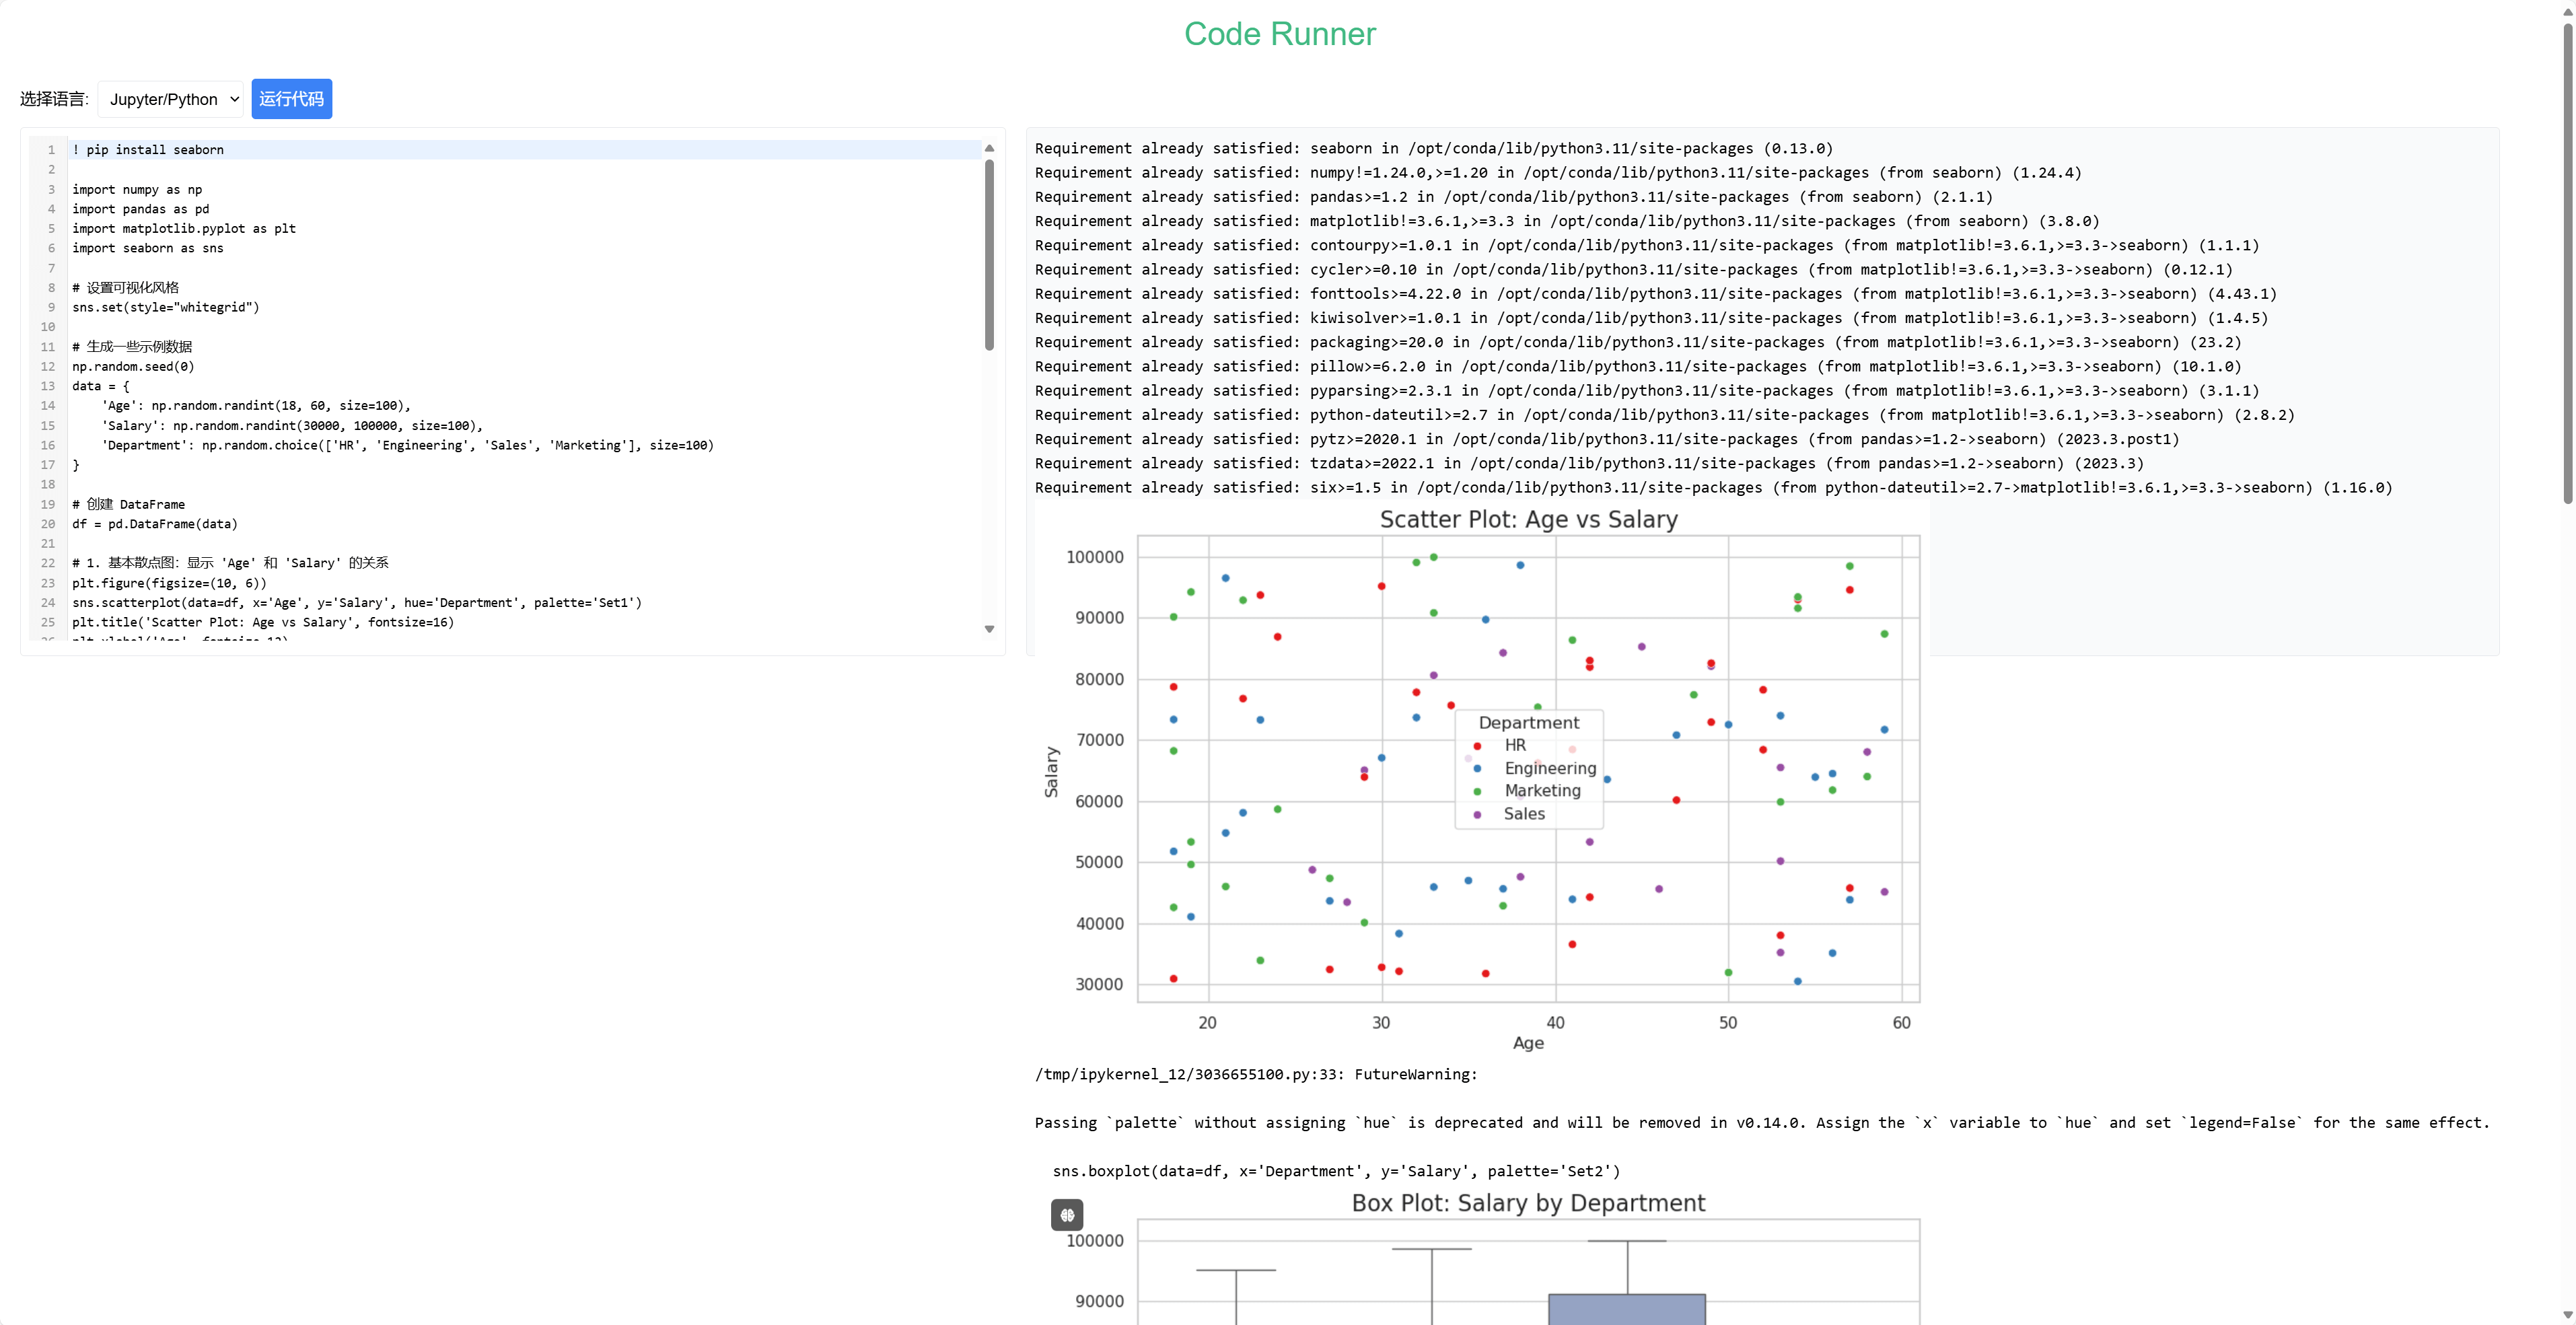 Code Runner
选择语言: Jupyter/Python 运行代码
1 ! pip install seaborn
2
3 import numpy as np
4 import pandas as pd
5 import matplotlib.pyplot as plt
6 import seaborn as sns
7
8 # 设置可视化风格
9 sns.set(style="whitegrid")
10
11 # 生成一些示例数据
12 np.random.seed(0)
13 data = {
14     'Age': np.random.randint(18, 60, size=100),
15     'Salary': np.random.randint(30000, 100000, size=100),
16     'Department': np.random.choice(['HR', 'Engineering', 'Sales', 'Marketing'], size=100)
17 }
18
19 # 创建 DataFrame
20 df = pd.DataFrame(data)
21
22 # 1. 基本散点图: 显示 'Age' 和 'Salary' 的关系
23 plt.figure(figsize=(10, 6))
24 sns.scatterplot(data=df, x='Age', y='Salary', hue='Department', palette='Set1')
25 plt.title('Scatter Plot: Age vs Salary', fontsize=16)
Requirement already satisfied: seaborn in /opt/conda/lib/python3.11/site-packages (0.13.0)
Requirement already satisfied: numpy!=1.24.0,>=1.20 in /opt/conda/lib/python3.11/site-packages (from seaborn) (1.24.4)
Requirement already satisfied: pandas>=1.2 in /opt/conda/lib/python3.11/site-packages (from seaborn) (2.1.1)
Requirement already satisfied: matplotlib!=3.6.1,>=3.3 in /opt/conda/lib/python3.11/site-packages (from seaborn) (3.8.0)
Requirement already satisfied: contourpy>=1.0.1 in /opt/conda/lib/python3.11/site-packages (from matplotlib!=3.6.1,>=3.3->seaborn) (1.1.1)
Requirement already satisfied: cycler>=0.10 in /opt/conda/lib/python3.11/site-packages (from matplotlib!=3.6.1,>=3.3->seaborn) (0.12.1)
Requirement already satisfied: fonttools>=4.22.0 in /opt/conda/lib/python3.11/site-packages (from matplotlib!=3.6.1,>=3.3->seaborn) (4.43.1)
Requirement already satisfied: kiwisolver>=1.0.1 in /opt/conda/lib/python3.11/site-packages (from matplotlib!=3.6.1,>=3.3->seaborn) (1.4.5)
Requirement already satisfied: packaging>=20.0 in /opt/conda/lib/python3.11/site-packages (from matplotlib!=3.6.1,>=3.3->seaborn) (23.2)
Requirement already satisfied: pillow>=6.2.0 in /opt/conda/lib/python3.11/site-packages (from matplotlib!=3.6.1,>=3.3->seaborn) (10.1.0)
Requirement already satisfied: pyparsing>=2.3.1 in /opt/conda/lib/python3.11/site-packages (from matplotlib!=3.6.1,>=3.3->seaborn) (3.1.1)
Requirement already satisfied: python-dateutil>=2.7 in /opt/conda/lib/python3.11/site-packages (from matplotlib!=3.6.1,>=3.3->seaborn) (2.8.2)
Requirement already satisfied: pytz>=2020.1 in /opt/conda/lib/python3.11/site-packages (from pandas>=1.2->seaborn) (2023.3.post1)
Requirement already satisfied: tzdata>=2022.1 in /opt/conda/lib/python3.11/site-packages (from pandas>=1.2->seaborn) (2023.3)
Requirement already satisfied: six>=1.5 in /opt/conda/lib/python3.11/site-packages (from python-dateutil>=2.7->matplotlib!=3.6.1,>=3.3->seaborn) (1.16.0)
Scatter Plot: Age vs Salary
100000
90000
80000
70000
60000
50000
40000
30000
Salary
Department
HR
Engineering
Marketing
Sales
20 30 40 50 60
Age
/tmp/ipykernel_12/3036655100.py:33: FutureWarning:
Passing `palette` without assigning `hue` is deprecated and will be removed in v0.14.0. Assign the `x` variable to `hue` and set `legend=False` for the same effect.
sns.boxplot(data=df, x='Department', y='Salary', palette='Set2')
Box Plot: Salary by Department
100000
90000